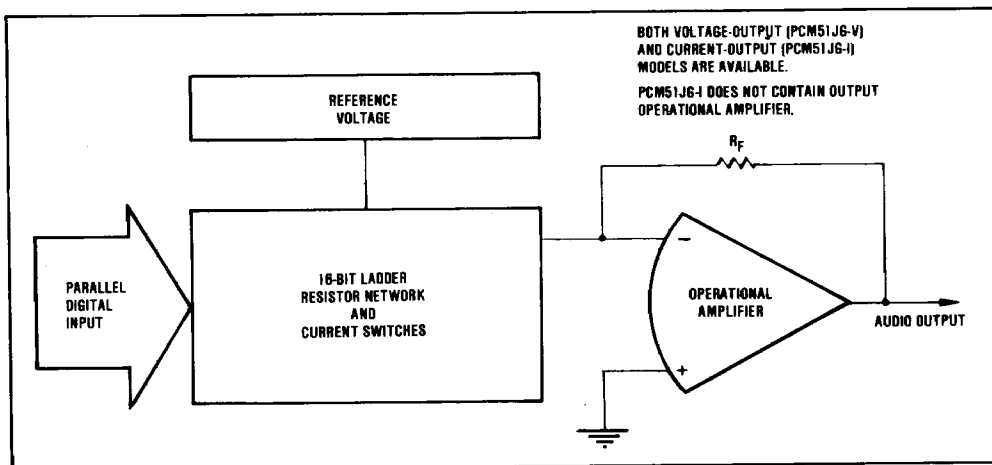 BOTH VOLTAGE-OUTPUT (PCM51JG-V)
AND CURRENT-OUTPUT (PCM51JG-I)
MODELS ARE AVAILABLE.
PCM51JG-I DOES NOT CONTAIN OUTPUT
OPERATIONAL AMPLIFIER.
REFERENCE
VOLTAGE
RF
PARALLEL
DIGITAL
INPUT
16-BIT LADDER
RESISTOR NETWORK
AND
CURRENT SWITCHES
−
OPERATIONAL
AMPLIFIER
+
AUDIO OUTPUT